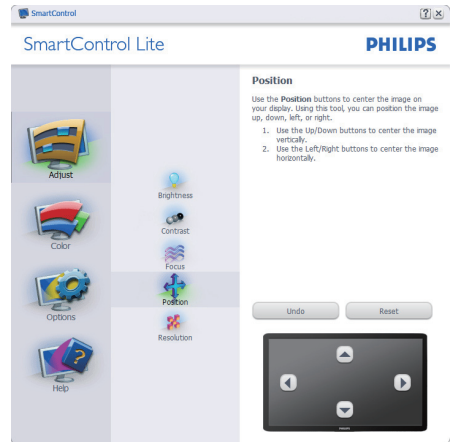 SmartControl
SmartControl Lite
PHILIPS
Adjust
Color
Options
Help
Brightness
Contrast
Focus
Position
Resolution
Position
Use the Position buttons to center the image on
your display. Using this tool, you can position the image
up, down, left, or right.
1. Use the Up/Down buttons to center the image
vertically.
2. Use the Left/Right buttons to center the image
horizontally.
Undo
Reset
PHILIPS